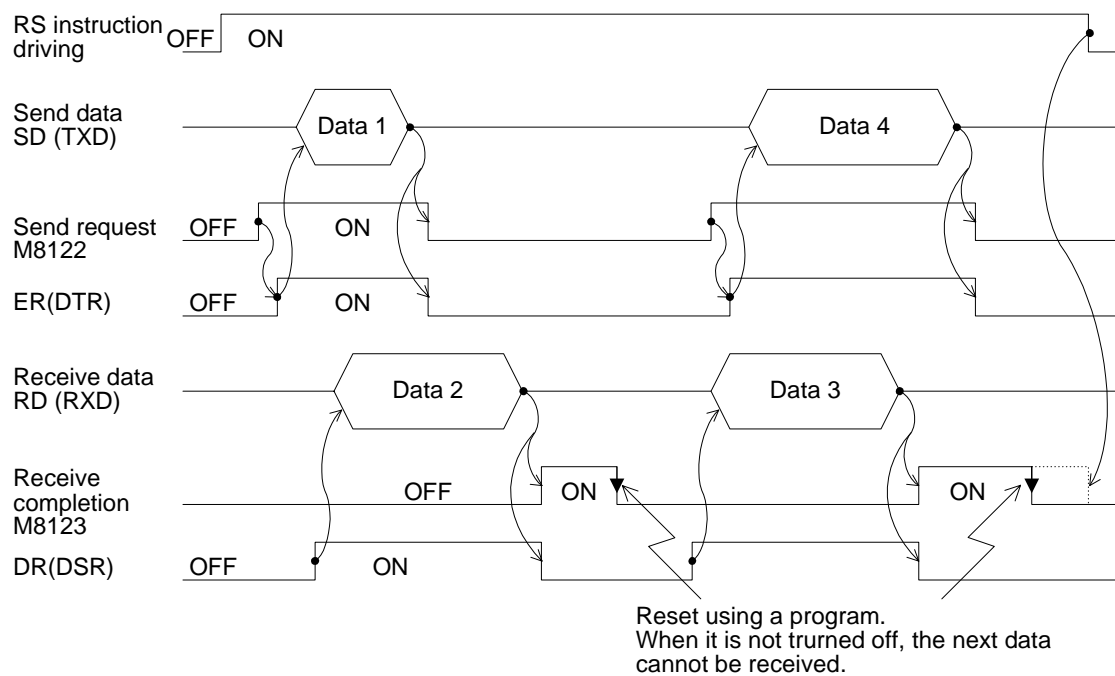 RS instruction
driving
OFF
ON
Send data
SD (TXD)
Data 1
Data 4
Send request
M8122
OFF
ON
ER(DTR)
OFF
ON
Receive data
RD (RXD)
Data 2
Data 3
Receive
completion
M8123
OFF
ON
ON
DR(DSR)
OFF
ON
Reset using a program.
When it is not trurned off, the next data
cannot be received.